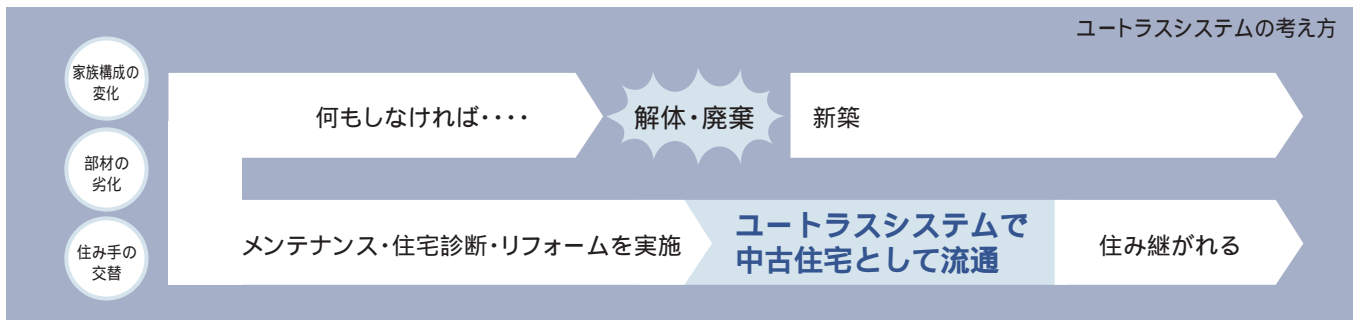 ユートラスシステムの考え方
家族構成の
変化
部材の
劣化
住み手の
交替
何もしなければ・・・・
解体・廃棄
新築
メンテナンス・住宅診断・リフォームを実施
ユートラスシステムで
中古住宅として流通
住み継がれる